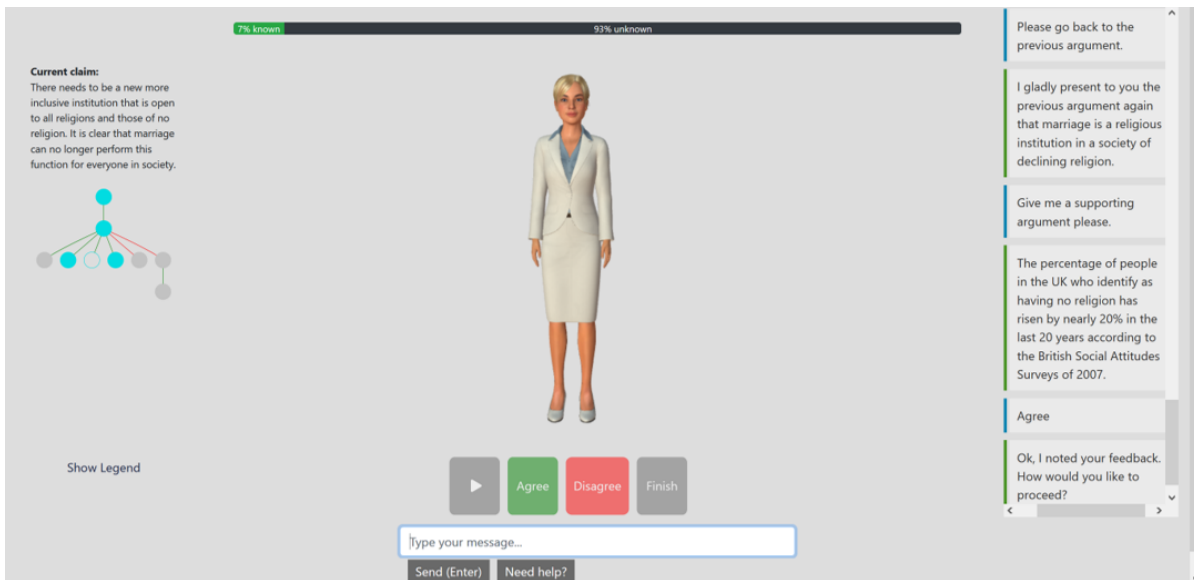 7% known
93% unknown
Current claim:
There needs to be a new more
inclusive institution that is open
to all religions and those of no
religion. It is clear that marriage
can no longer perform this
function for everyone in society.
Show Legend
Agree
Disagree
Finish
Type your message...
Send (Enter)
Need help?
Please go back to the
previous argument.
I gladly present to you the
previous argument again
that marriage is a religious
institution in a society of
declining religion.
Give me a supporting
argument please.
The percentage of people
in the UK who identify as
having no religion has
risen by nearly 20% in the
last 20 years according to
the British Social Attitudes
Surveys of 2007.
Agree
Ok, I noted your feedback.
How would you like to
proceed?